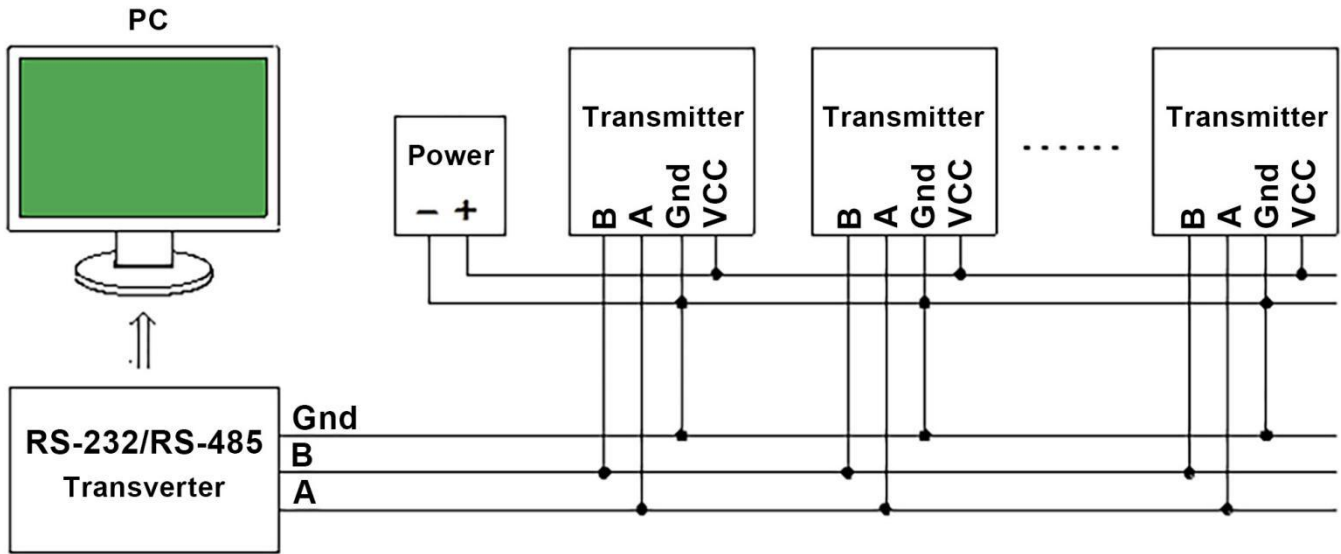 PC
Power
− +
Transmitter
B A Gnd VCC
Transmitter
B A Gnd VCC
......
Transmitter
B A Gnd VCC
RS-232/RS-485
Transverter
Gnd
B
A